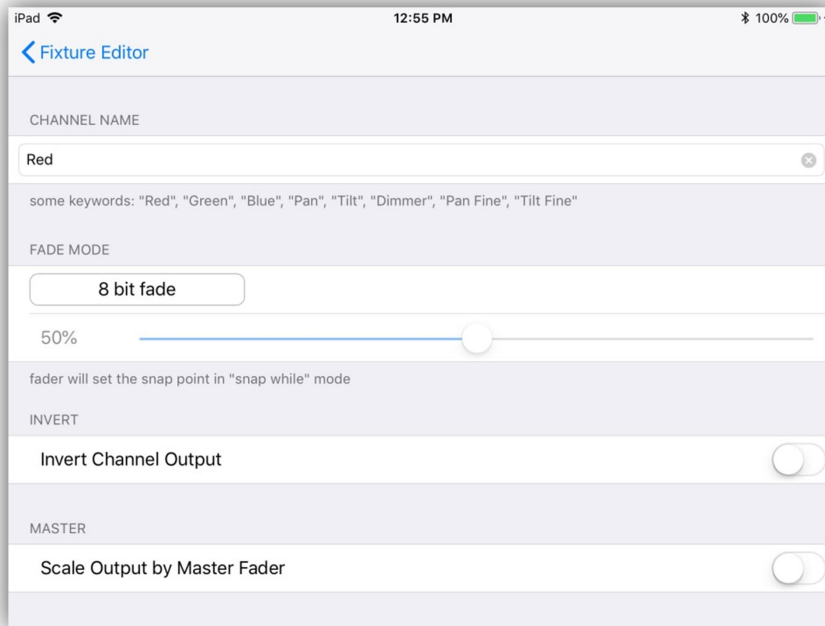 iPad 12:55 PM 100%
Fixture Editor
CHANNEL NAME
Red
some keywords: "Red", "Green", "Blue", "Pan", "Tilt", "Dimmer", "Pan Fine", "Tilt Fine"
FADE MODE
8 bit fade
50%
fader will set the snap point in "snap while" mode
INVERT
Invert Channel Output
MASTER
Scale Output by Master Fader